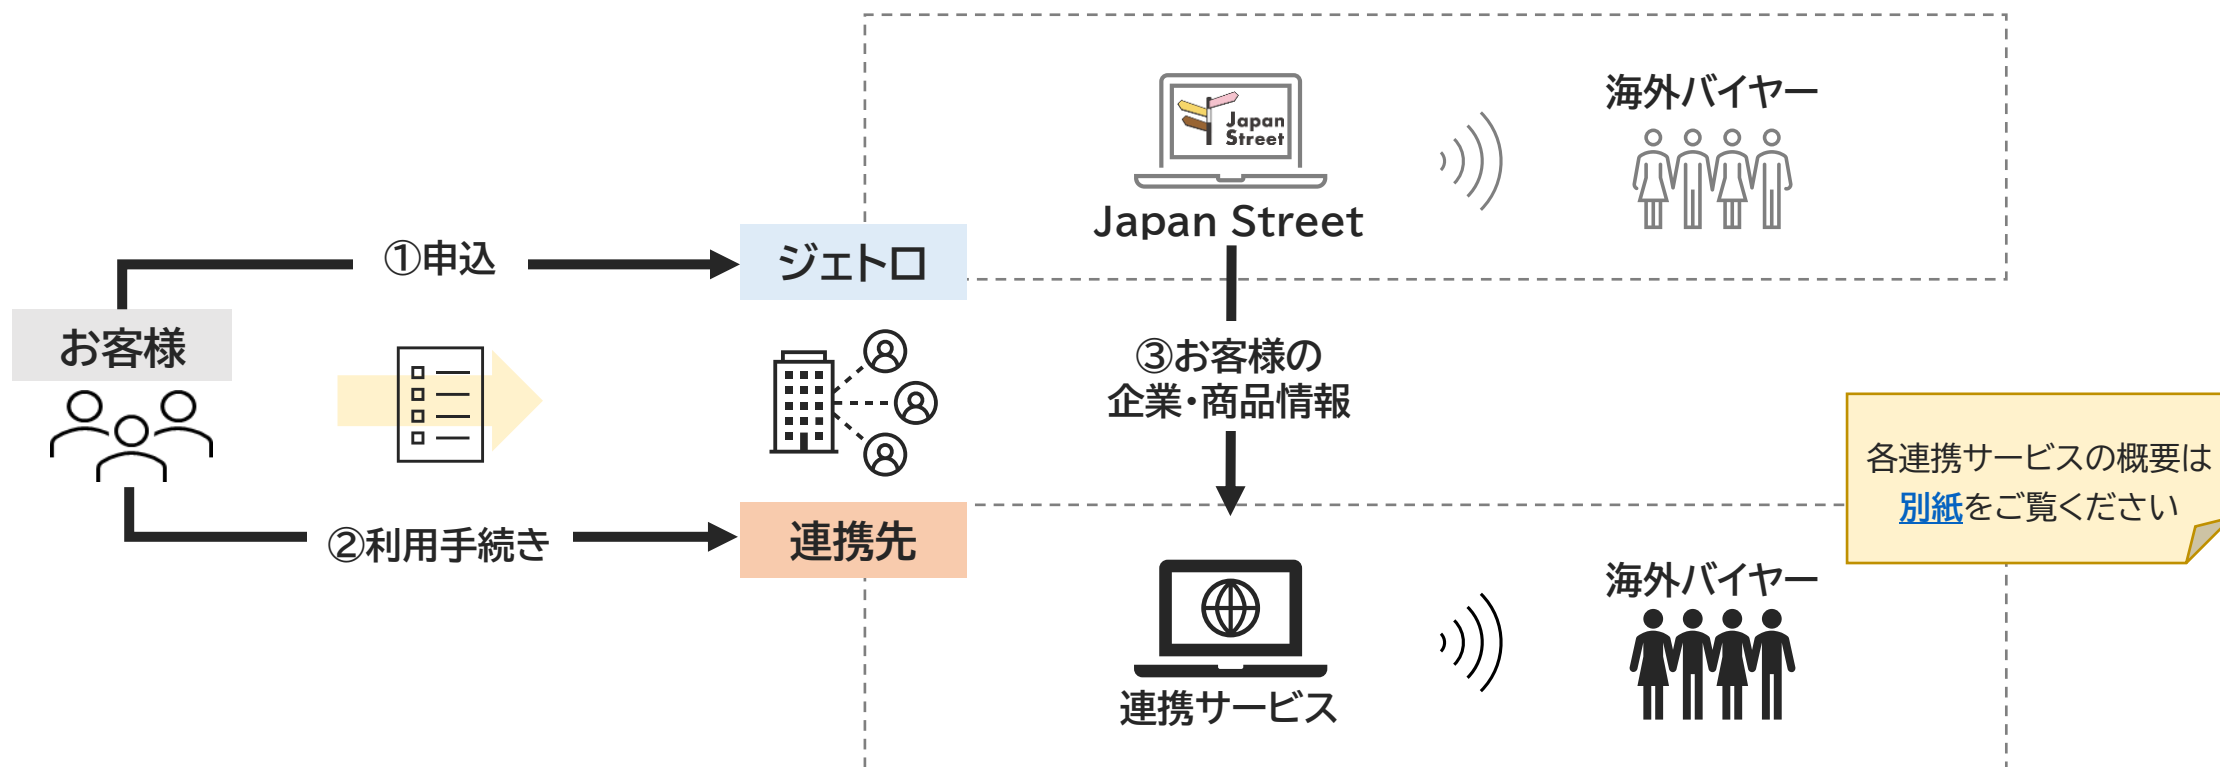 海外バイヤー
Japan
Street
Japan Street
①申込
ジェトロ
お客様
③お客様の
企業・商品情報
各連携サービスの概要は
別紙をご覧ください
②利用手続き
連携先
海外バイヤー
連携サービス